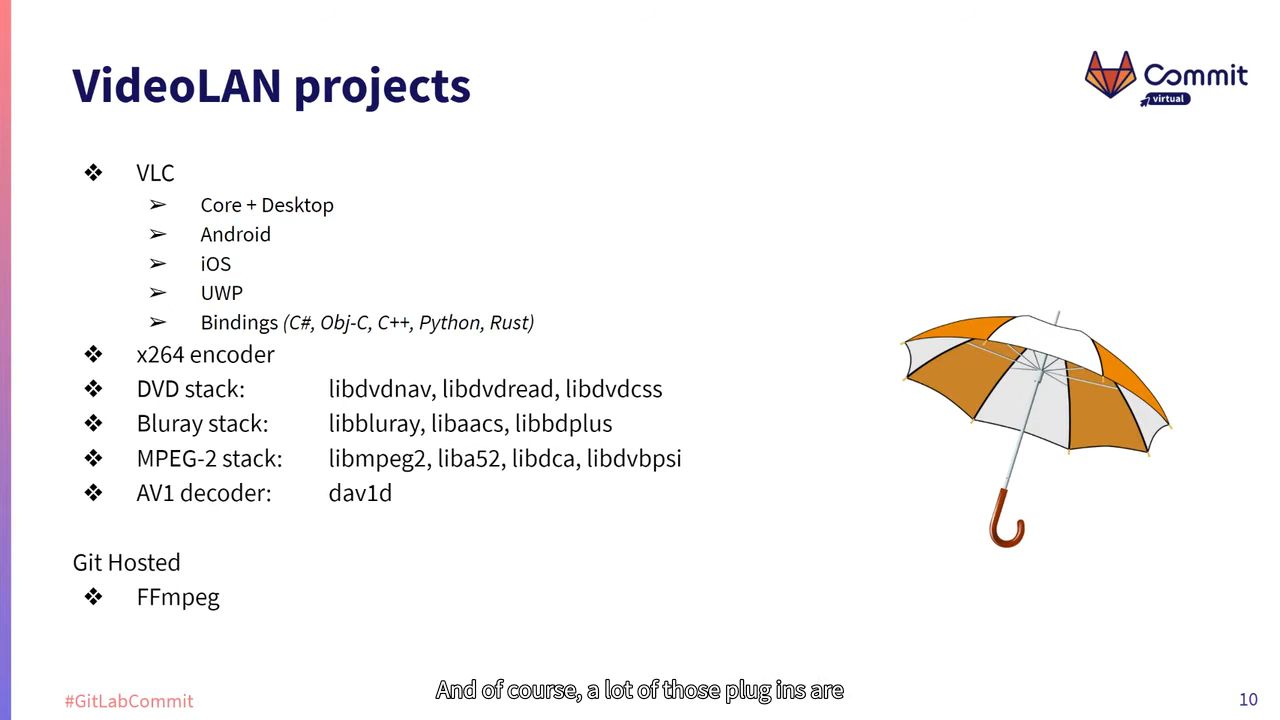 VideoLAN projects
Commit
virtual
❖ VLC
➢ Core + Desktop
➢ Android
➢ iOS
➢ UWP
➢ Bindings (C#, Obj-C, C++, Python, Rust)
❖ x264 encoder
❖ DVD stack: libdvdnav, libdvdread, libdvdcss
❖ Bluray stack: libbluray, libaacs, libbdplus
❖ MPEG-2 stack: libmpeg2, liba52, libdca, libdvbpsi
❖ AV1 decoder: dav1d
Git Hosted
❖ FFmpeg
And of course, a lot of those plug ins are
#GitLabCommit
10